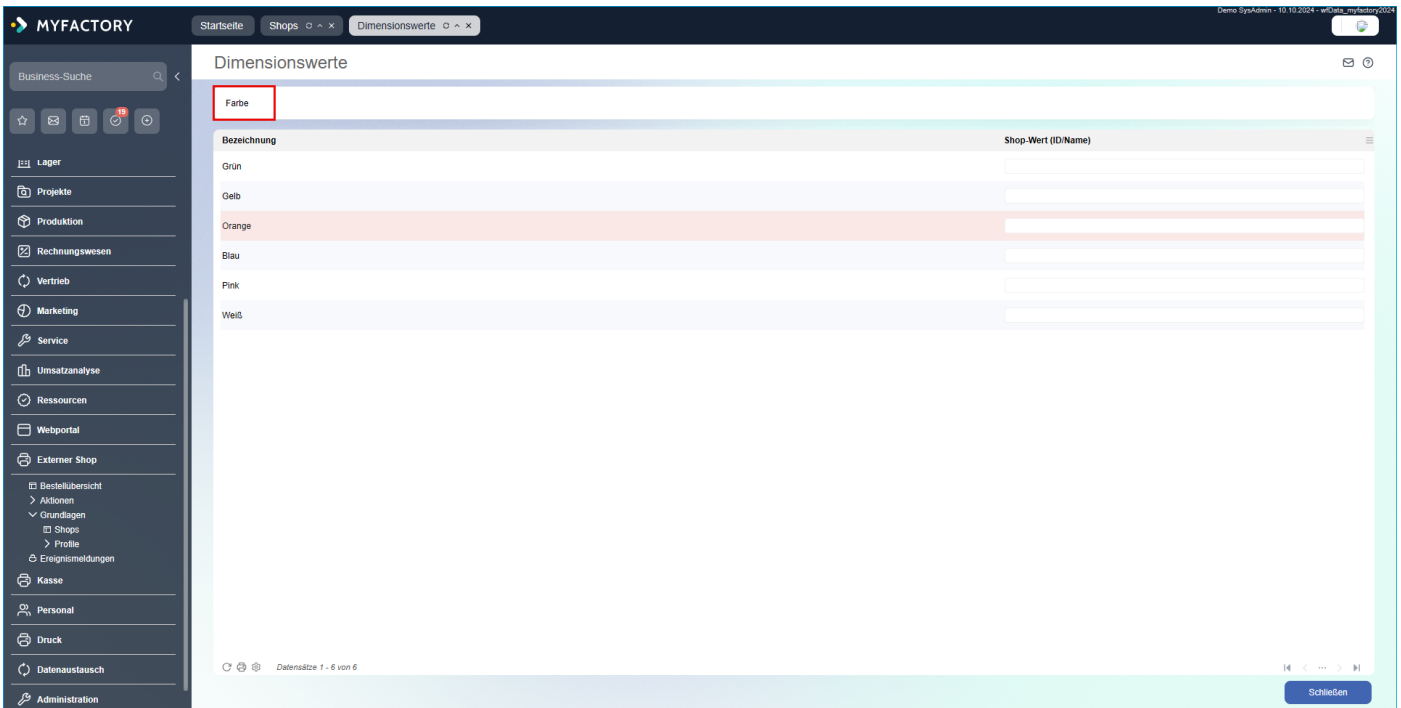 Demo SysAdmin - 10.10.2024 - wfData_myfactory2024
MYFACTORY
Startseite
Shops
Dimensionswerte
Business-Suche
19
Lager
Projekte
Produktion
Rechnungswesen
Vertrieb
Marketing
Service
Umsatzanalyse
Ressourcen
Webportal
Externer Shop
Bestellübersicht
Aktionen
Grundlagen
Shops
Profile
Ereignismeldungen
Kasse
Personal
Druck
Datenaustausch
Administration
Dimensionswerte
Farbe
Bezeichnung Shop-Wert (ID/Name)
Grün
Gelb
Orange
Blau
Pink
Weiß
Datensätze 1 - 6 von 6
Schließen